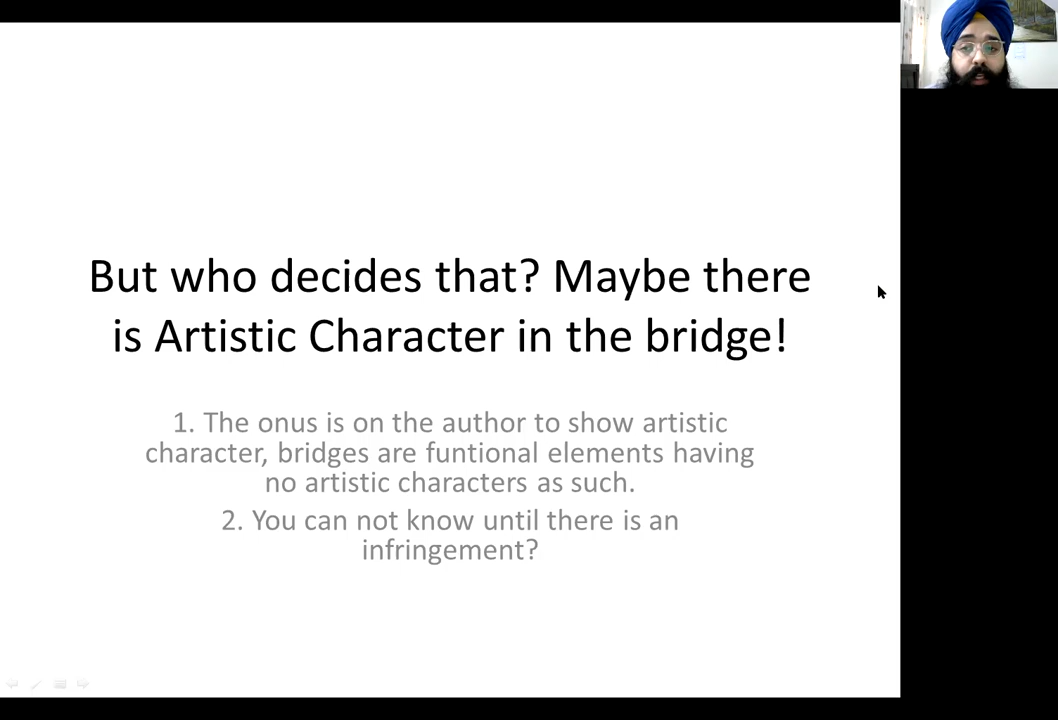 But who decides that? Maybe there
is Artistic Character in the bridge!
1. The onus is on the author to show artistic
character, bridges are funtional elements having
no artistic characters as such.
2. You can not know until there is an
infringement?